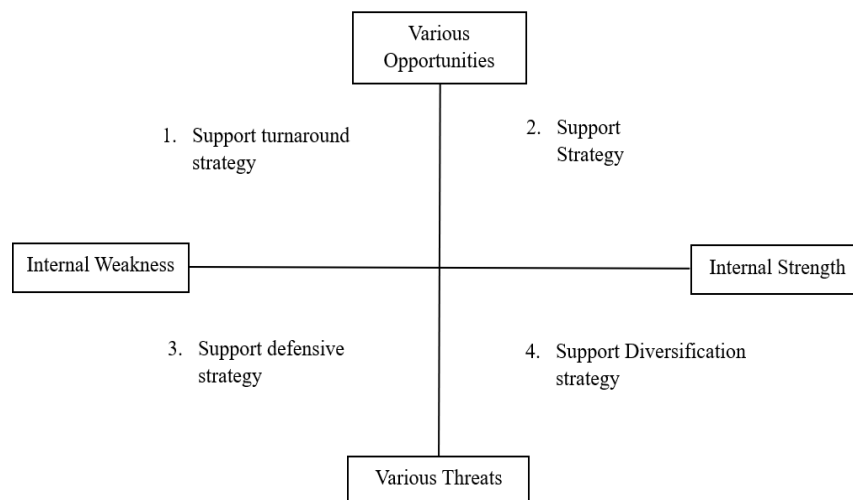 Various
Opportunities
1. Support turnaround
strategy
2. Support
Strategy
Internal Weakness
Internal Strength
3. Support defensive
strategy
4. Support Diversification
strategy
Various Threats